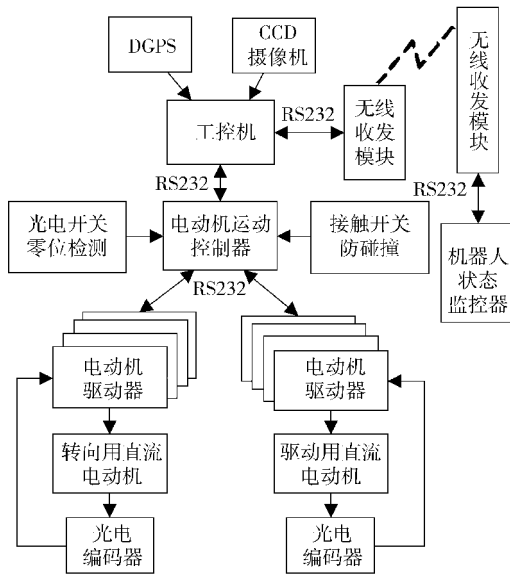 DGPS
CCD
摄像机
无线收发模块
工控机
RS232
无线
收发
模块
RS232
RS232
光电开关
零位检测
电动机运动
控制器
接触开关
防碰撞
机器人
状态
监控器
RS232
电动机
驱动器
电动机
驱动器
转向用直流
电动机
驱动用直流
电动机
光电
编码器
光电
编码器